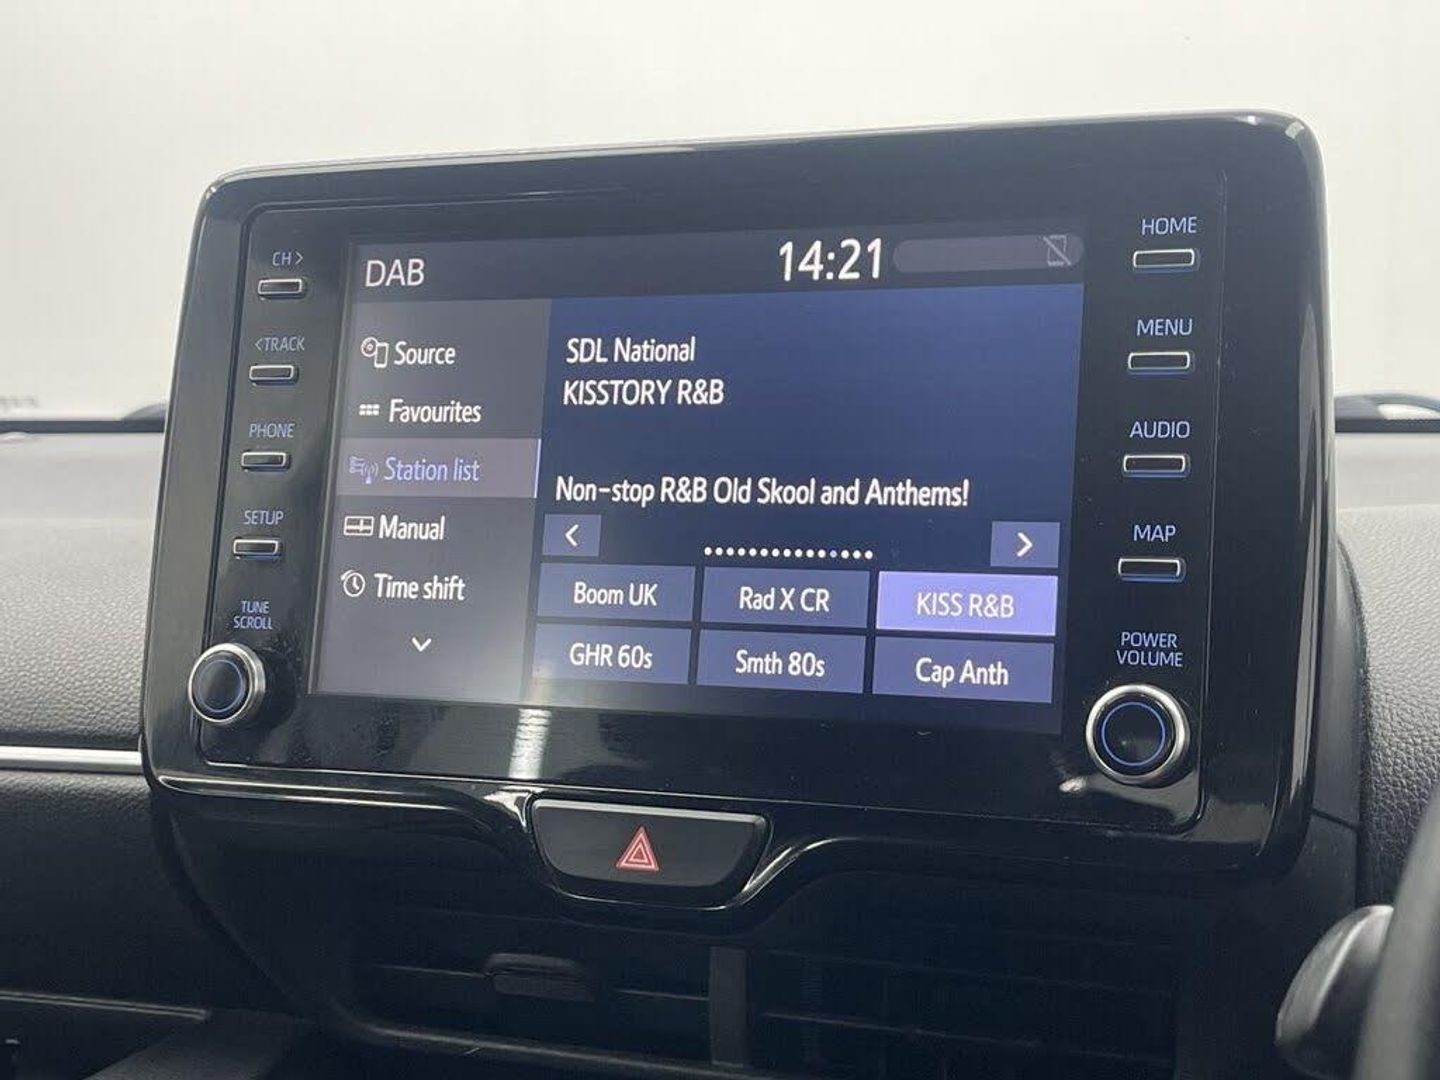 CH >
<TRACK
PHONE
SETUP
TUNE
SCROLL
DAB
14:21
Source
Favourites
Station list
Manual
Time shift
SDL National
KISSTORY R&B
Non-stop R&B Old Skool and Anthems!
Boom UK
Rad X CR
KISS R&B
GHR 60s
Smth 80s
Cap Anth
HOME
MENU
AUDIO
MAP
POWER
VOLUME